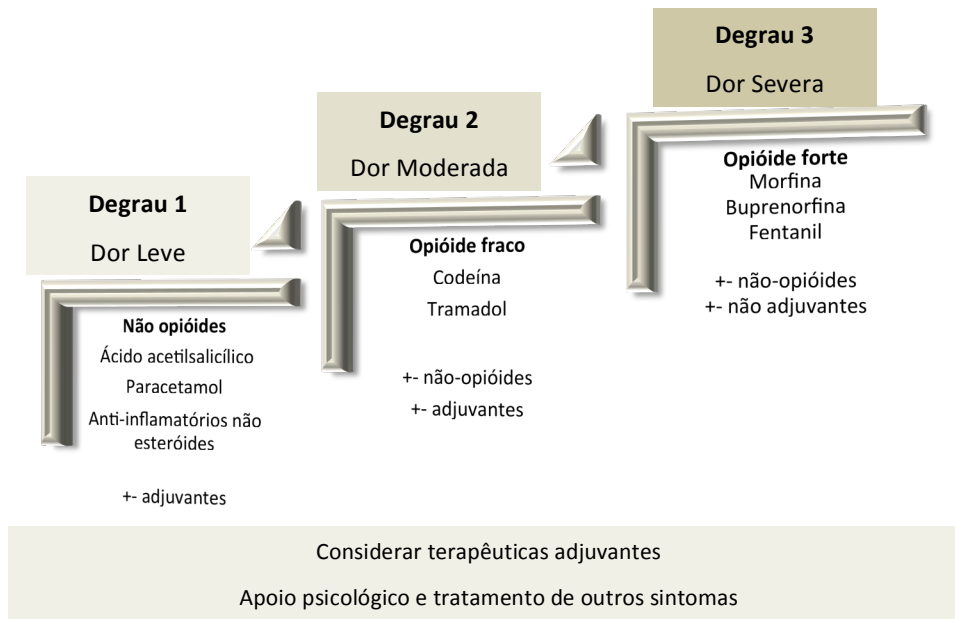 Degrau 1
Dor Leve
Não opióides
Ácido acetilsalicílico
Paracetamol
Anti-inflamatórios não
esteróides
+- adjuvantes
Degrau 2
Dor Moderada
Opióide fraco
Codeína
Tramadol
+- não-opióides
+- adjuvantes
Degrau 3
Dor Severa
Opióide forte
Morfina
Buprenorfina
Fentanil
+- não-opióides
+- não adjuvantes
Considerar terapêuticas adjuvantes
Apoio psicológico e tratamento de outros sintomas